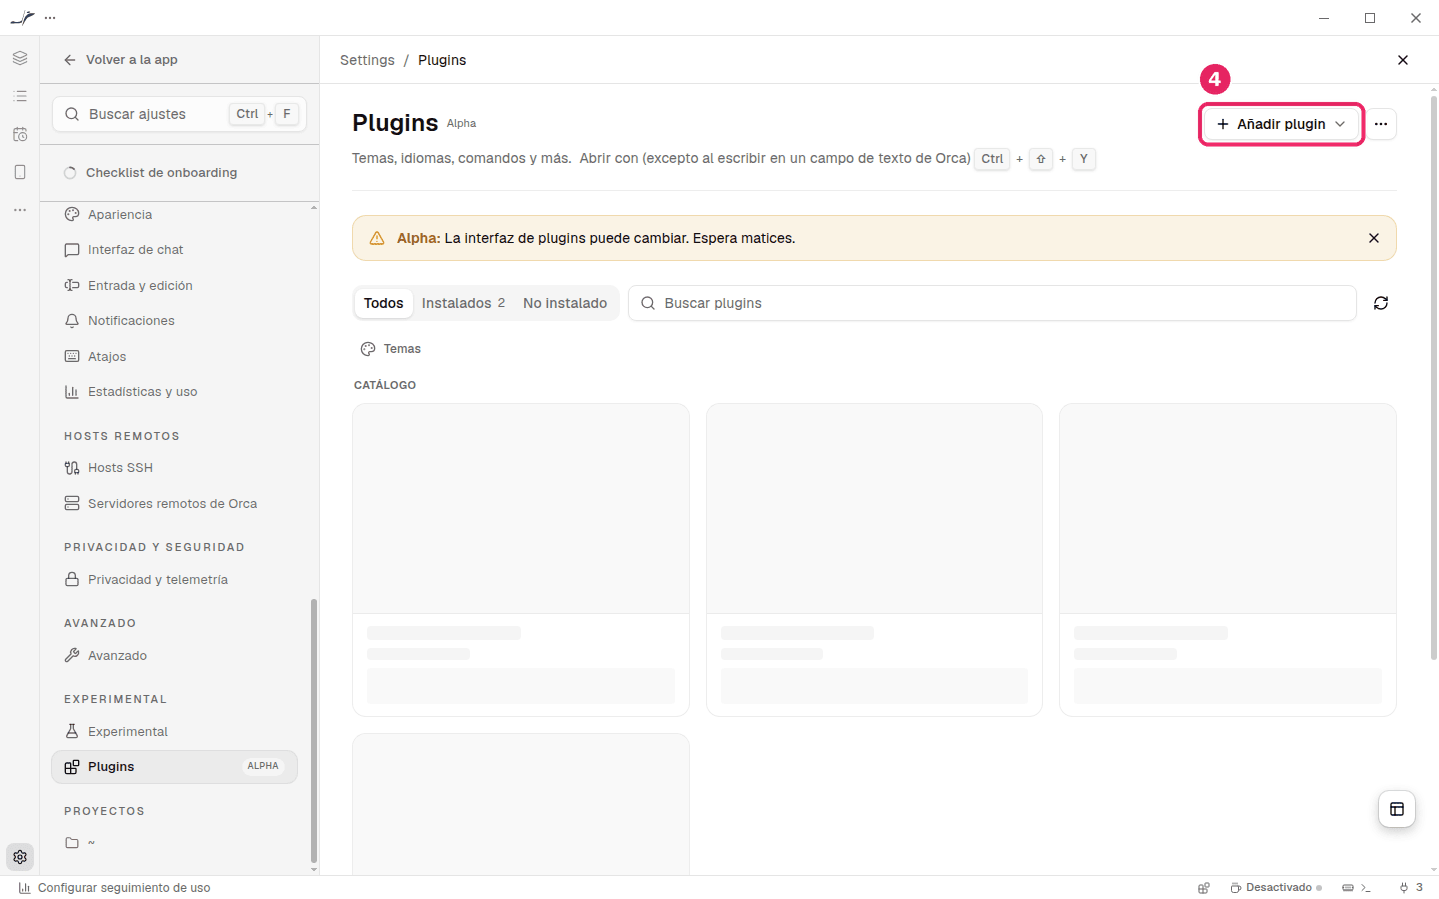 Volver a la app
Settings / Plugins
4
Buscar ajustes Ctrl + F
Plugins Alpha
+ Añadir plugin
Temas, idiomas, comandos y más. Abrir con (excepto al escribir en un campo de texto de Orca) Ctrl + ⇧ + Y
Checklist de onboarding
Apariencia
Interfaz de chat
Entrada y edición
Notificaciones
Atajos
Estadísticas y uso
HOSTS REMOTOS
Hosts SSH
Servidores remotos de Orca
PRIVACIDAD Y SEGURIDAD
Privacidad y telemetría
AVANZADO
Avanzado
EXPERIMENTAL
Experimental
Plugins ALPHA
PROYECTOS
~
Alpha: La interfaz de plugins puede cambiar. Espera matices.
Todos Instalados 2 No instalado Buscar plugins
Temas
CATÁLOGO
Configurar seguimiento de uso
Desactivado
3